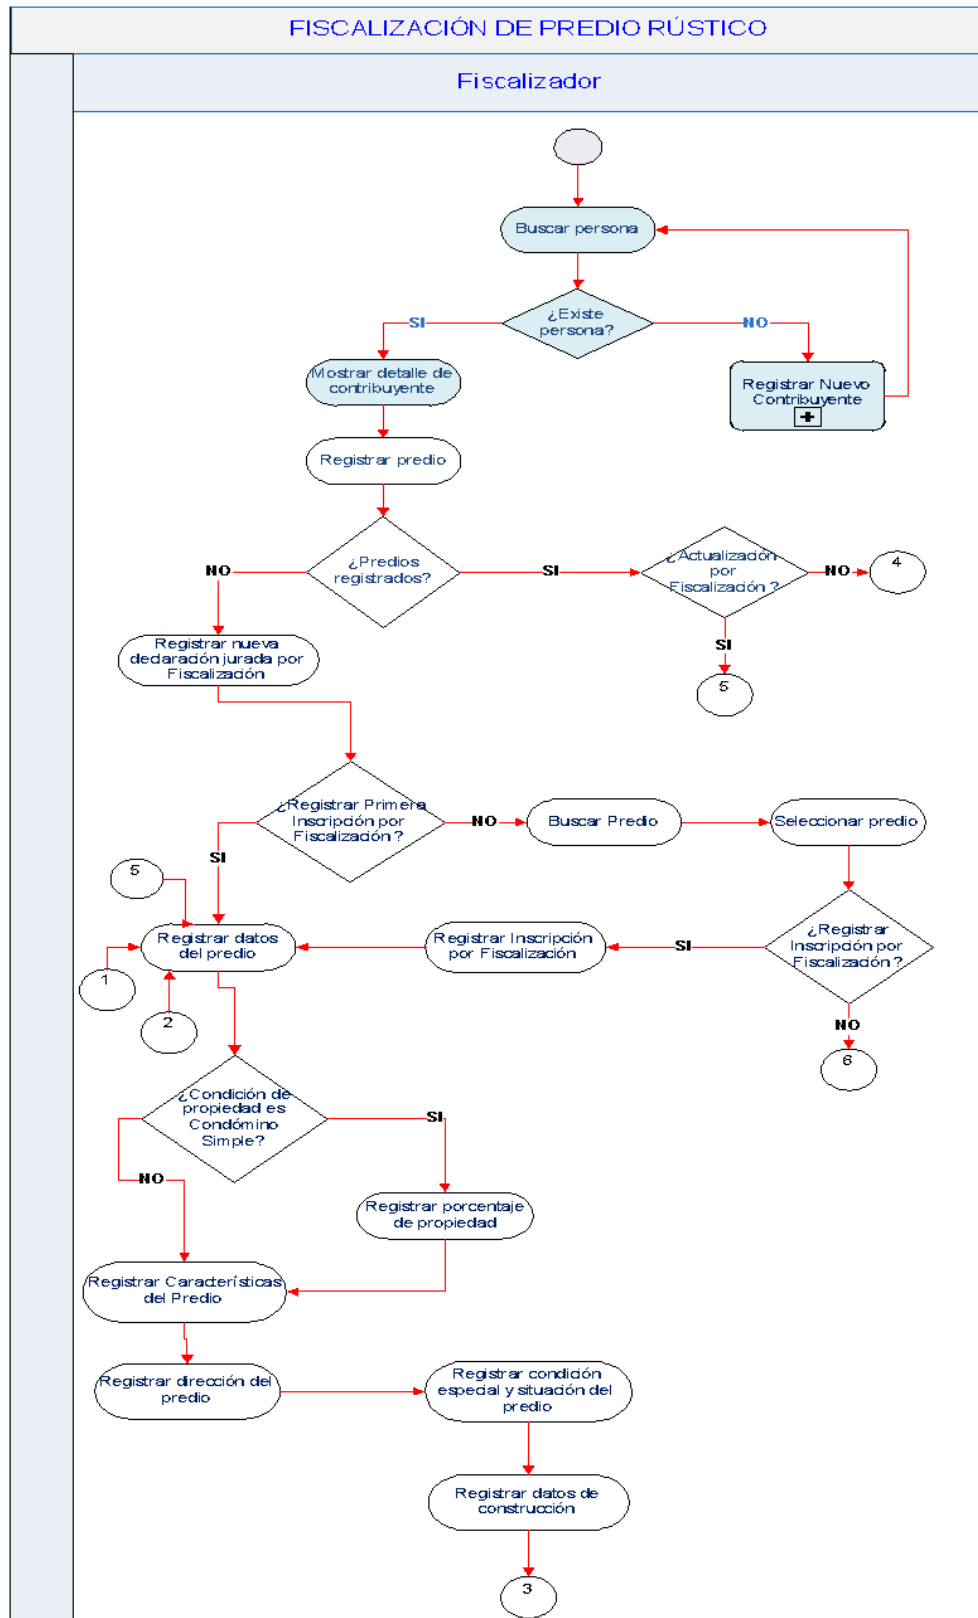 FISCALIZACIÓN DE PREDIO RÚSTICO
Fiscalizador
Buscar persona
¿Existe
persona?
SI
NO
Mostrar detalle de
contribuyente
Registrar Nuevo
Contribuyente
Registrar predio
¿Predios
registrados?
NO
SI
¿Actualización
por
Fiscalización ?
NO
4
SI
5
Registrar nueva
declaración jurada por
Fiscalización
¿Registrar Primera
Inscripción por
Fiscalización ?
NO
Buscar Predio
Seleccionar predio
SI
5
Registrar datos
del predio
Registrar Inscripción
por Fiscalización
SI
¿Registrar
Inscripción por
Fiscalización ?
1
2
NO
6
¿Condición de
propiedad es
Condómino
Simple?
SI
NO
Registrar porcentaje
de propiedad
Registrar Características
del Predio
Registrar dirección del
predio
Registrar condición
especial y situación del
predio
Registrar datos de
construcción
3